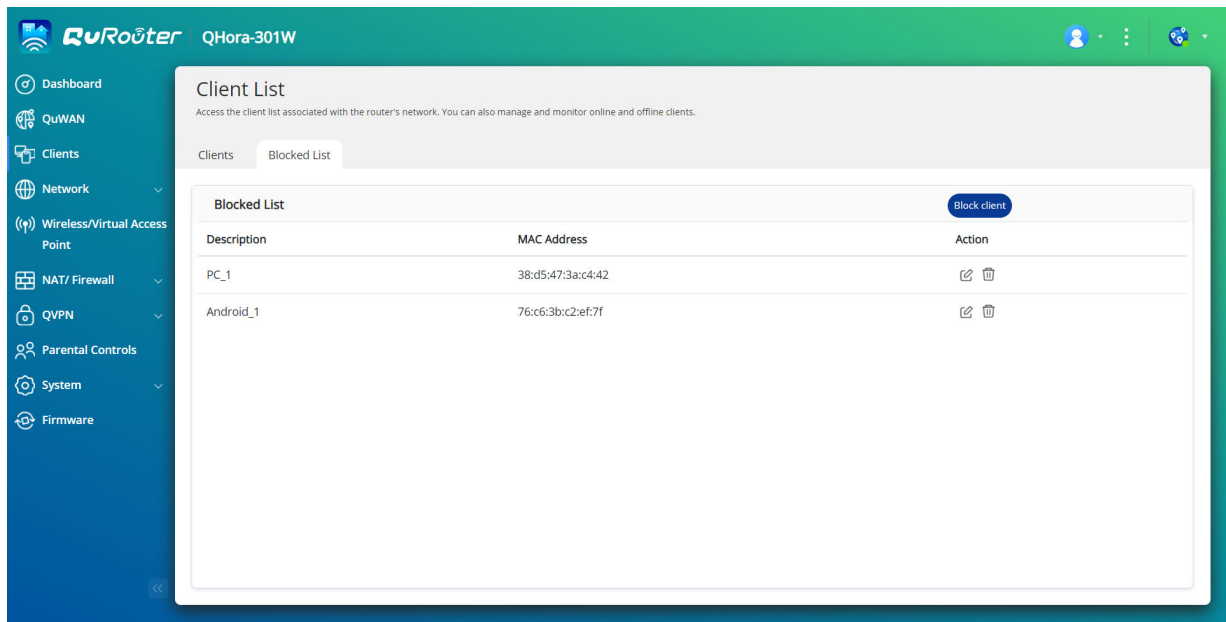 QuRouter QHora-301W
Dashboard
QuWAN
Clients
Network
Wireless/Virtual Access
Point
NAT/ Firewall
QVPN
Parental Controls
System
Firmware
Client List
Access the client list associated with the router's network. You can also manage and monitor online and offline clients.
Clients Blocked List
Blocked List Block client
Description MAC Address Action
PC_1 38:d5:47:3a:c4:42
Android_1 76:c6:3b:c2:ef:7f